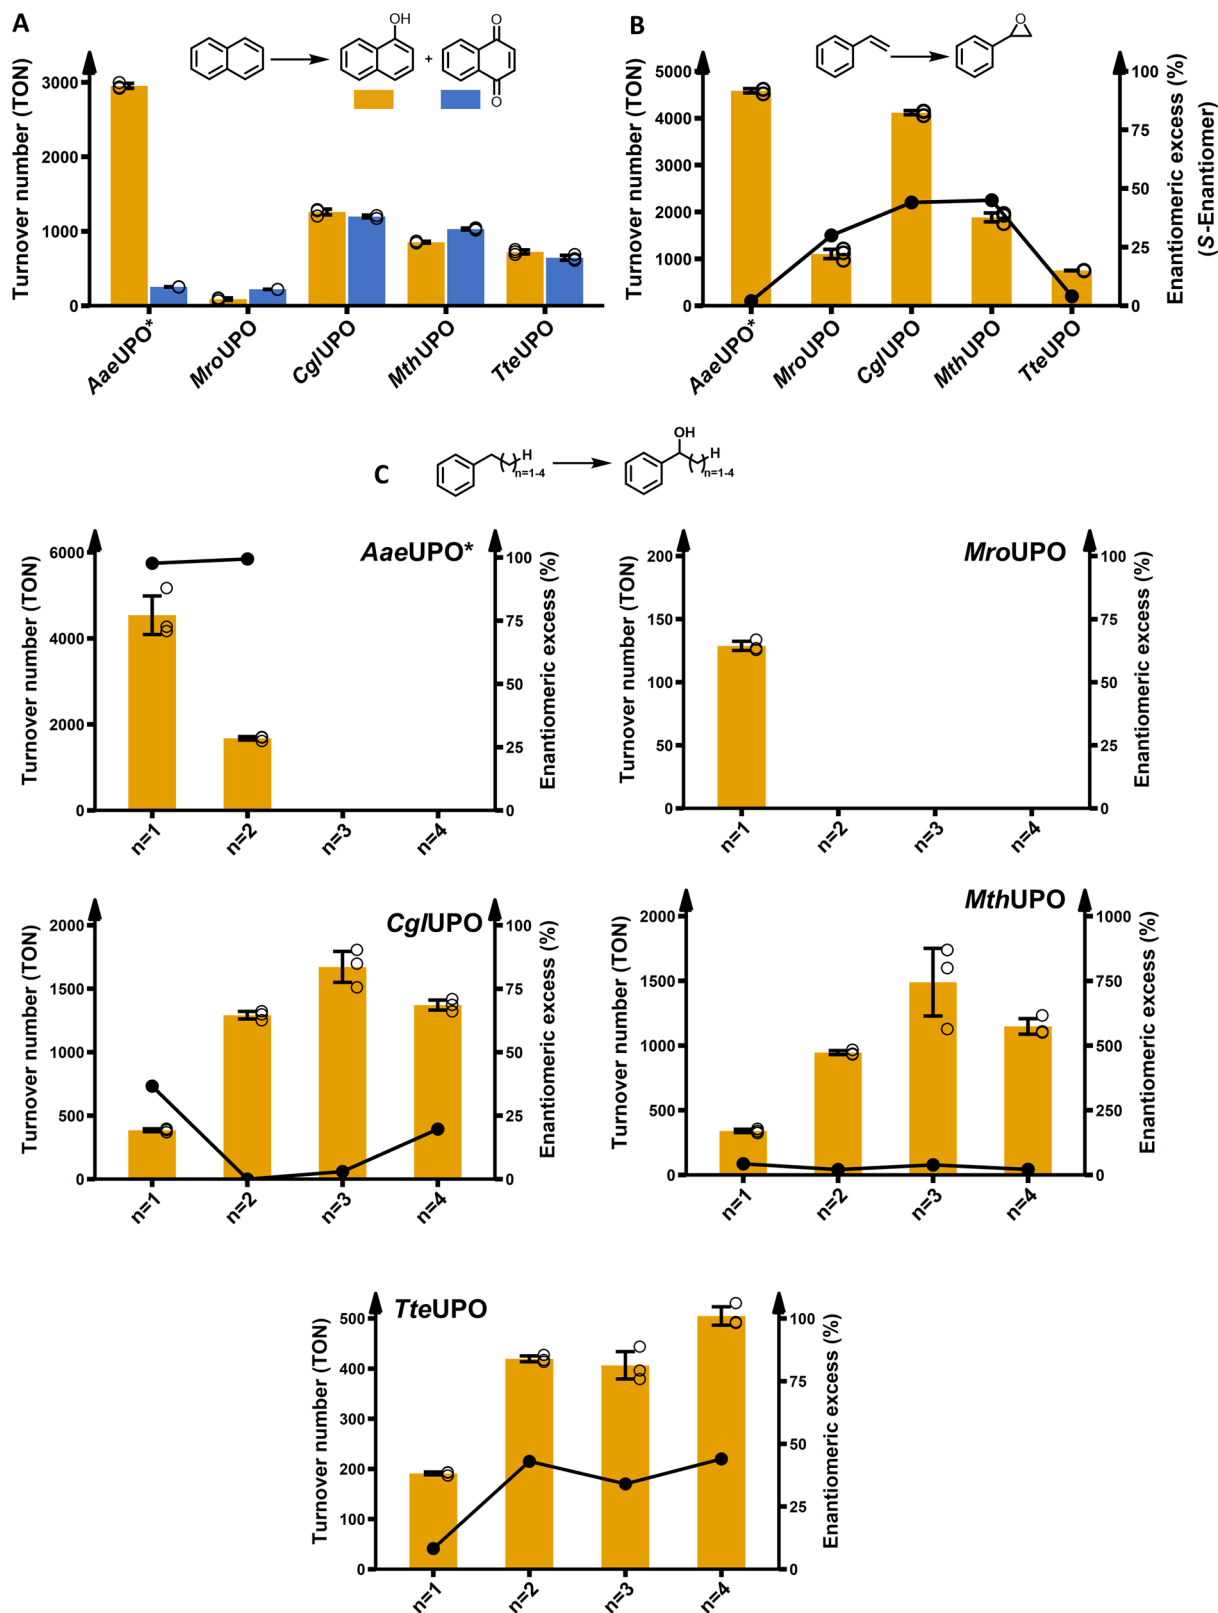 A
OH
O
+
O
Turnover number (TON)
3000
2000
1000
0
AaeUPO*
MroUPO
CglUPO
MthUPO
TteUPO
B
O
Turnover number (TON)
5000
4000
3000
2000
1000
0
100
75
50
25
0
Enantiomeric excess (%)
(S-Enantiomer)
AaeUPO*
MroUPO
CglUPO
MthUPO
TteUPO
C
H
n=1-4
OH
H
n=1-4
AaeUPO*
Turnover number (TON)
6000
4000
2000
0
100
75
50
25
0
Enantiomeric excess (%)
n=1
n=2
n=3
n=4
MroUPO
Turnover number (TON)
200
150
100
50
0
100
75
50
25
0
Enantiomeric excess (%)
n=1
n=2
n=3
n=4
CglUPO
Turnover number (TON)
2000
1500
1000
500
0
100
75
50
25
0
Enantiomeric excess (%)
n=1
n=2
n=3
n=4
MthUPO
Turnover number (TON)
2000
1500
1000
500
0
1000
750
500
250
0
Enantiomeric excess (%)
n=1
n=2
n=3
n=4
TteUPO
Turnover number (TON)
500
400
300
200
100
0
100
75
50
25
0
Enantiomeric excess (%)
n=1
n=2
n=3
n=4